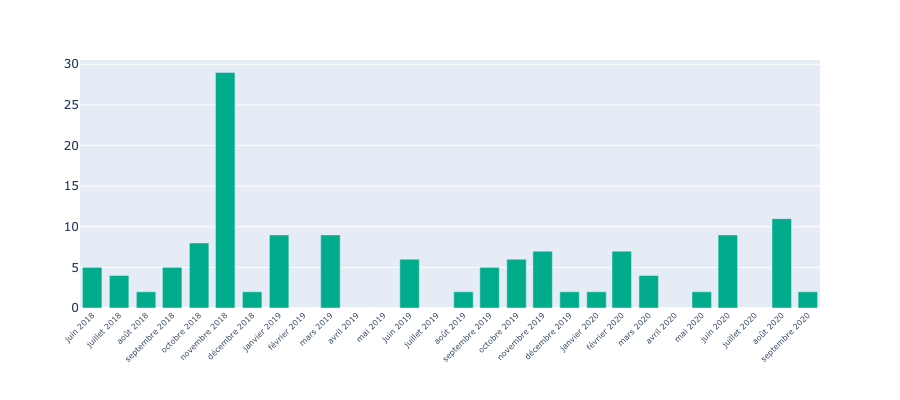 30
25
20
15
10
5
0
juin 2018
juillet 2018
août 2018
septembre 2018
octobre 2018
novembre 2018
décembre 2018
janvier 2019
février 2019
mars 2019
avril 2019
mai 2019
juin 2019
juillet 2019
août 2019
septembre 2019
octobre 2019
novembre 2019
décembre 2019
janvier 2020
février 2020
mars 2020
avril 2020
mai 2020
juin 2020
juillet 2020
août 2020
septembre 2020